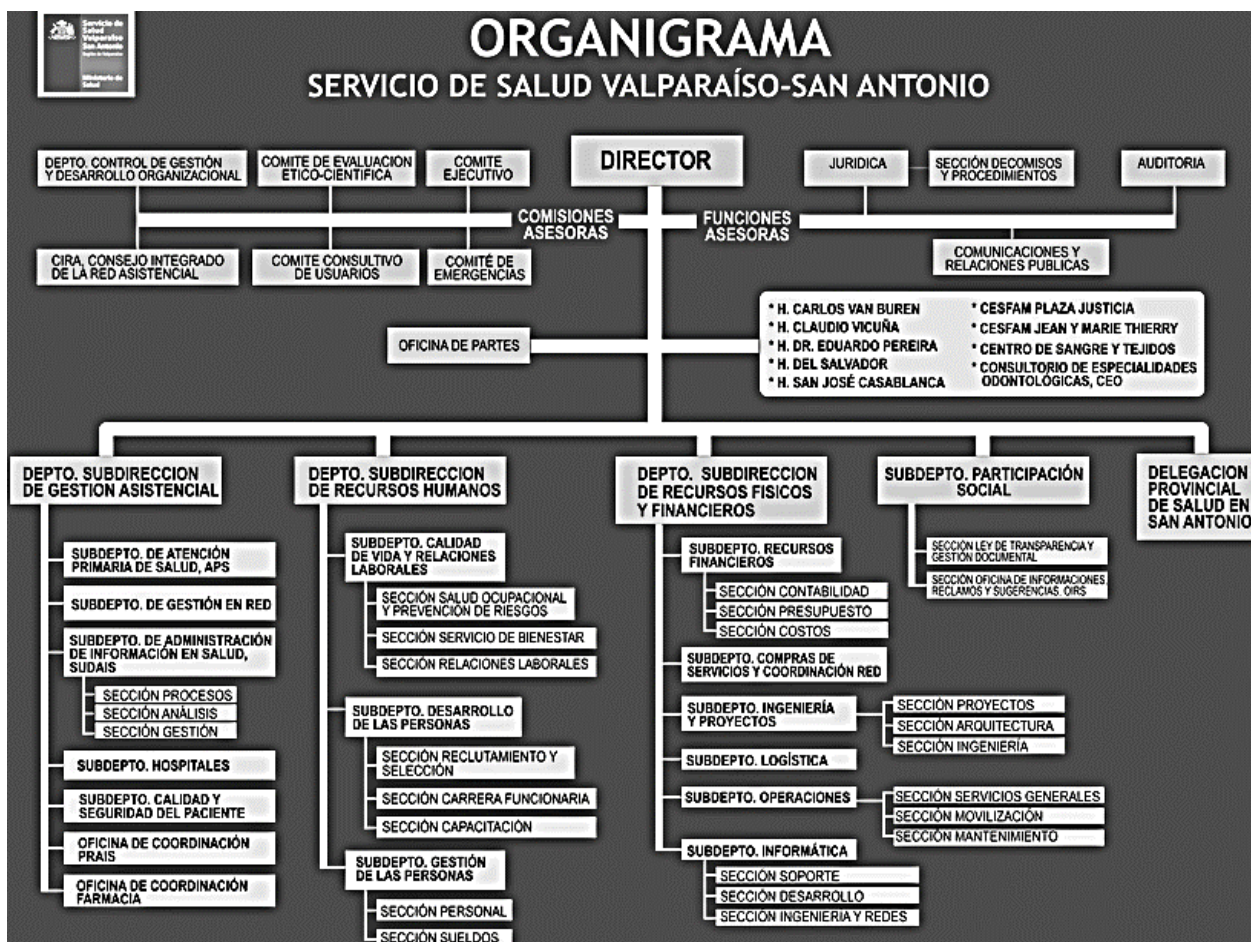 Servicio de
Salud
Valparaíso
San Antonio
Región de Valparaíso
Ministerio de
Salud
ORGANIGRAMA
SERVICIO DE SALUD VALPARAÍSO-SAN ANTONIO
DIRECTOR
DEPTO. CONTROL DE GESTIÓN
Y DESARROLLO ORGANIZACIONAL
COMITE DE EVALUACION
ETICO-CIENTIFICA
COMITE
EJECUTIVO
JURIDICA
SECCIÓN DECOMISOS
Y PROCEDIMIENTOS
AUDITORIA
COMISIONES
ASESORAS
FUNCIONES
ASESORAS
CIRA, CONSEJO INTEGRADO
DE LA RED ASISTENCIAL
COMITE CONSULTIVO
DE USUARIOS
COMITÉ DE
EMERGENCIAS
COMUNICACIONES Y
RELACIONES PUBLICAS
OFICINA DE PARTES
* H. CARLOS VAN BUREN
* H. CLAUDIO VICUÑA
* H. DR. EDUARDO PEREIRA
* H. DEL SALVADOR
* H. SAN JOSÉ CASABLANCA
* CESFAM PLAZA JUSTICIA
* CESFAM JEAN Y MARIE THIERRY
* CENTRO DE SANGRE Y TEJIDOS
* CONSULTORIO DE ESPECIALIDADES
ODONTOLÓGICAS, CEO
DEPTO. SUBDIRECCION
DE GESTION ASISTENCIAL
SUBDEPTO. DE ATENCIÓN
PRIMARIA DE SALUD, APS
SUBDEPTO. DE GESTIÓN EN RED
SUBDEPTO. DE ADMINISTRACIÓN
DE INFORMACIÓN EN SALUD,
SUDAIS
SECCIÓN PROCESOS
SECCIÓN ANÁLISIS
SECCIÓN GESTIÓN
SUBDEPTO. HOSPITALES
SUBDEPTO. CALIDAD Y
SEGURIDAD DEL PACIENTE
OFICINA DE COORDINACIÓN
PRAIS
OFICINA DE COORDINACIÓN
FARMACIA
DEPTO. SUBDIRECCION
DE RECURSOS HUMANOS
SUBDEPTO. CALIDAD
DE VIDA Y RELACIONES
LABORALES
SECCIÓN SALUD OCUPACIONAL
Y PREVENCIÓN DE RIESGOS
SECCIÓN SERVICIO DE BIENESTAR
SECCIÓN RELACIONES LABORALES
SUBDEPTO. DESARROLLO
DE LAS PERSONAS
SECCIÓN RECLUTAMIENTO Y
SELECCIÓN
SECCIÓN CARRERA FUNCIONARIA
SECCIÓN CAPACITACIÓN
SUBDEPTO. GESTIÓN
DE LAS PERSONAS
SECCIÓN PERSONAL
SECCIÓN SUELDOS
DEPTO. SUBDIRECCION
DE RECURSOS FISICOS
Y FINANCIEROS
SUBDEPTO. RECURSOS
FINANCIEROS
SECCIÓN CONTABILIDAD
SECCIÓN PRESUPUESTO
SECCIÓN COSTOS
SUBDEPTO. COMPRAS DE
SERVICIOS Y COORDINACIÓN RED
SUBDEPTO. INGENIERÍA
Y PROYECTOS
SECCIÓN PROYECTOS
SECCIÓN ARQUITECTURA
SECCIÓN INGENIERÍA
SUBDEPTO. LOGÍSTICA
SUBDEPTO. OPERACIONES
SECCIÓN SERVICIOS GENERALES
SECCIÓN MOVILIZACIÓN
SECCIÓN MANTENIMIENTO
SUBDEPTO. INFORMÁTICA
SECCIÓN SOPORTE
SECCIÓN DESARROLLO
SECCIÓN INGENIERIA Y REDES
SUBDEPTO. PARTICIPACIÓN
SOCIAL
SECCIÓN LEY DE TRANSPARENCIA Y
GESTIÓN DOCUMENTAL
SECCIÓN OFICINA DE INFORMACIONES,
RECLAMOS Y SUGERENCIAS, OIRS
DELEGACION
PROVINCIAL
DE SALUD EN
SAN ANTONIO